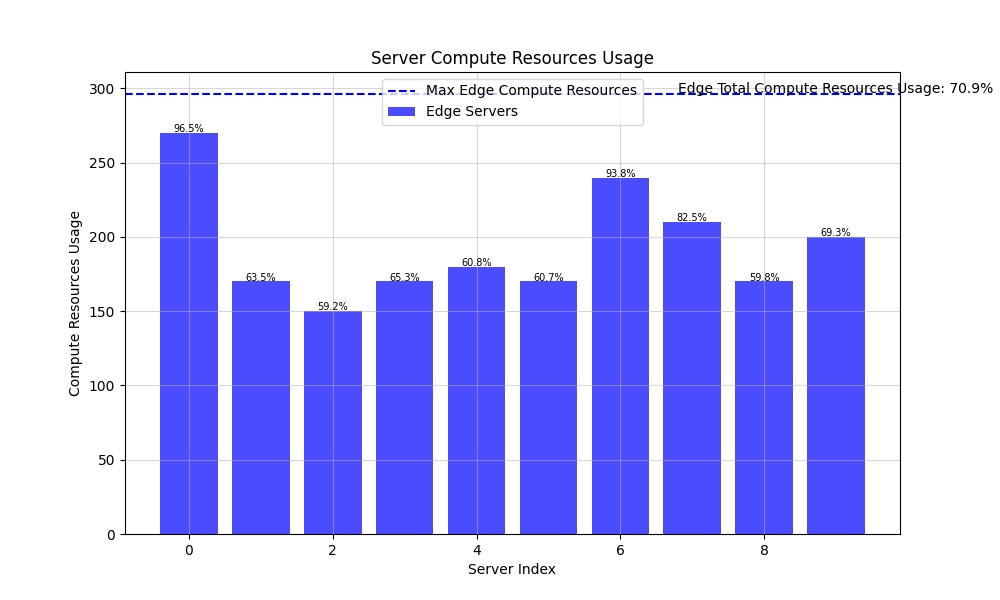 Server Compute Resources Usage
Max Edge Compute Resources
Edge Servers
Edge Total Compute Resources Usage: 70.9%
Compute Resources Usage
300
250
200
150
100
50
0
96.5%
63.5%
59.2%
65.3%
60.8%
60.7%
93.8%
82.5%
59.8%
69.3%
0 2 4 6 8
Server Index